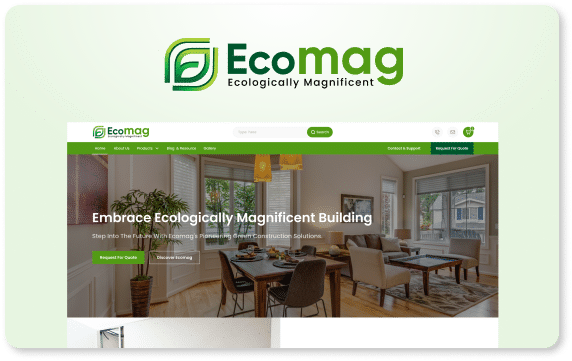 Ecomag
Ecologically Magnificent
Ecomag
Ecologically Magnificent
Search
Home About Us Products Blog & Resource Gallery Contact & Support Request For Quote
Embrace Ecologically Magnificent Building
Step Into The Future With Ecomag's Pioneering Green Construction Solutions.
Request For Quote Discover Ecomag